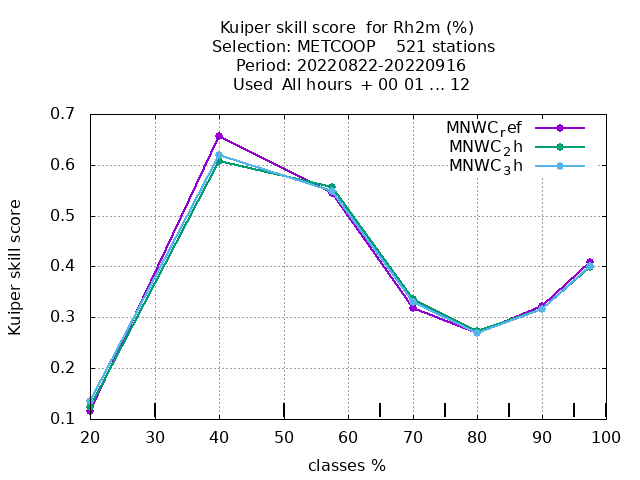 Kuiper skill score  for Rh2m (%)
Selection: METCOOP    521 stations
Period: 20220822-20220916
Used  All hours  + 00 01 ... 12
MNWC_ref
MNWC_2h
MNWC_3h
Kuiper skill score
0.7
0.6
0.5
0.4
0.3
0.2
0.1
20 30 40 50 60 70 80 90 100
classes %